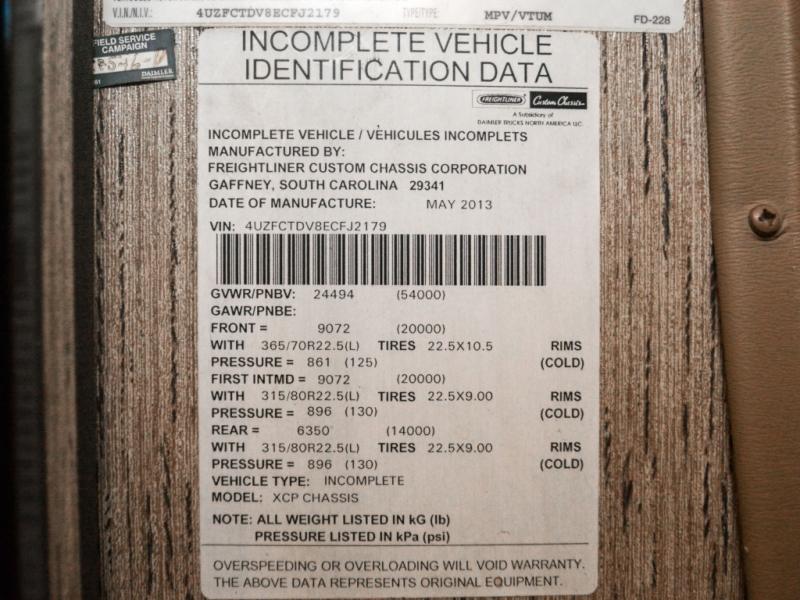 V.I.N./N.I.V.: 4UZFCTDV8ECFJ2179 TYPE/TYPE: MPV/VTUM
FD-228
FIELD SERVICE
CAMPAIGN
DAIMLER
INCOMPLETE VEHICLE
IDENTIFICATION DATA
FREIGHTLINER Custom Chassis
A Subsidiary of
DAIMLER TRUCKS NORTH AMERICA LLC.
INCOMPLETE VEHICLE / VÉHICULES INCOMPLETS
MANUFACTURED BY:
FREIGHTLINER CUSTOM CHASSIS CORPORATION
GAFFNEY, SOUTH CAROLINA 29341
DATE OF MANUFACTURE: MAY 2013
VIN: 4UZFCTDV8ECFJ2179
GVWR/PNBV: 24494 (54000)
GAWR/PNBE:
FRONT = 9072 (20000)
WITH 365/70R22.5(L) TIRES 22.5X10.5 RIMS
PRESSURE = 861 (125) (COLD)
FIRST INTMD = 9072 (20000)
WITH 315/80R22.5(L) TIRES 22.5X9.00 RIMS
PRESSURE = 896 (130) (COLD)
REAR = 6350 (14000)
WITH 315/80R22.5(L) TIRES 22.5X9.00 RIMS
PRESSURE = 896 (130) (COLD)
VEHICLE TYPE: INCOMPLETE
MODEL: XCP CHASSIS
NOTE: ALL WEIGHT LISTED IN kG (lb)
PRESSURE LISTED IN kPa (psi)
OVERSPEEDING OR OVERLOADING WILL VOID WARRANTY.
THE ABOVE DATA REPRESENTS ORIGINAL EQUIPMENT.